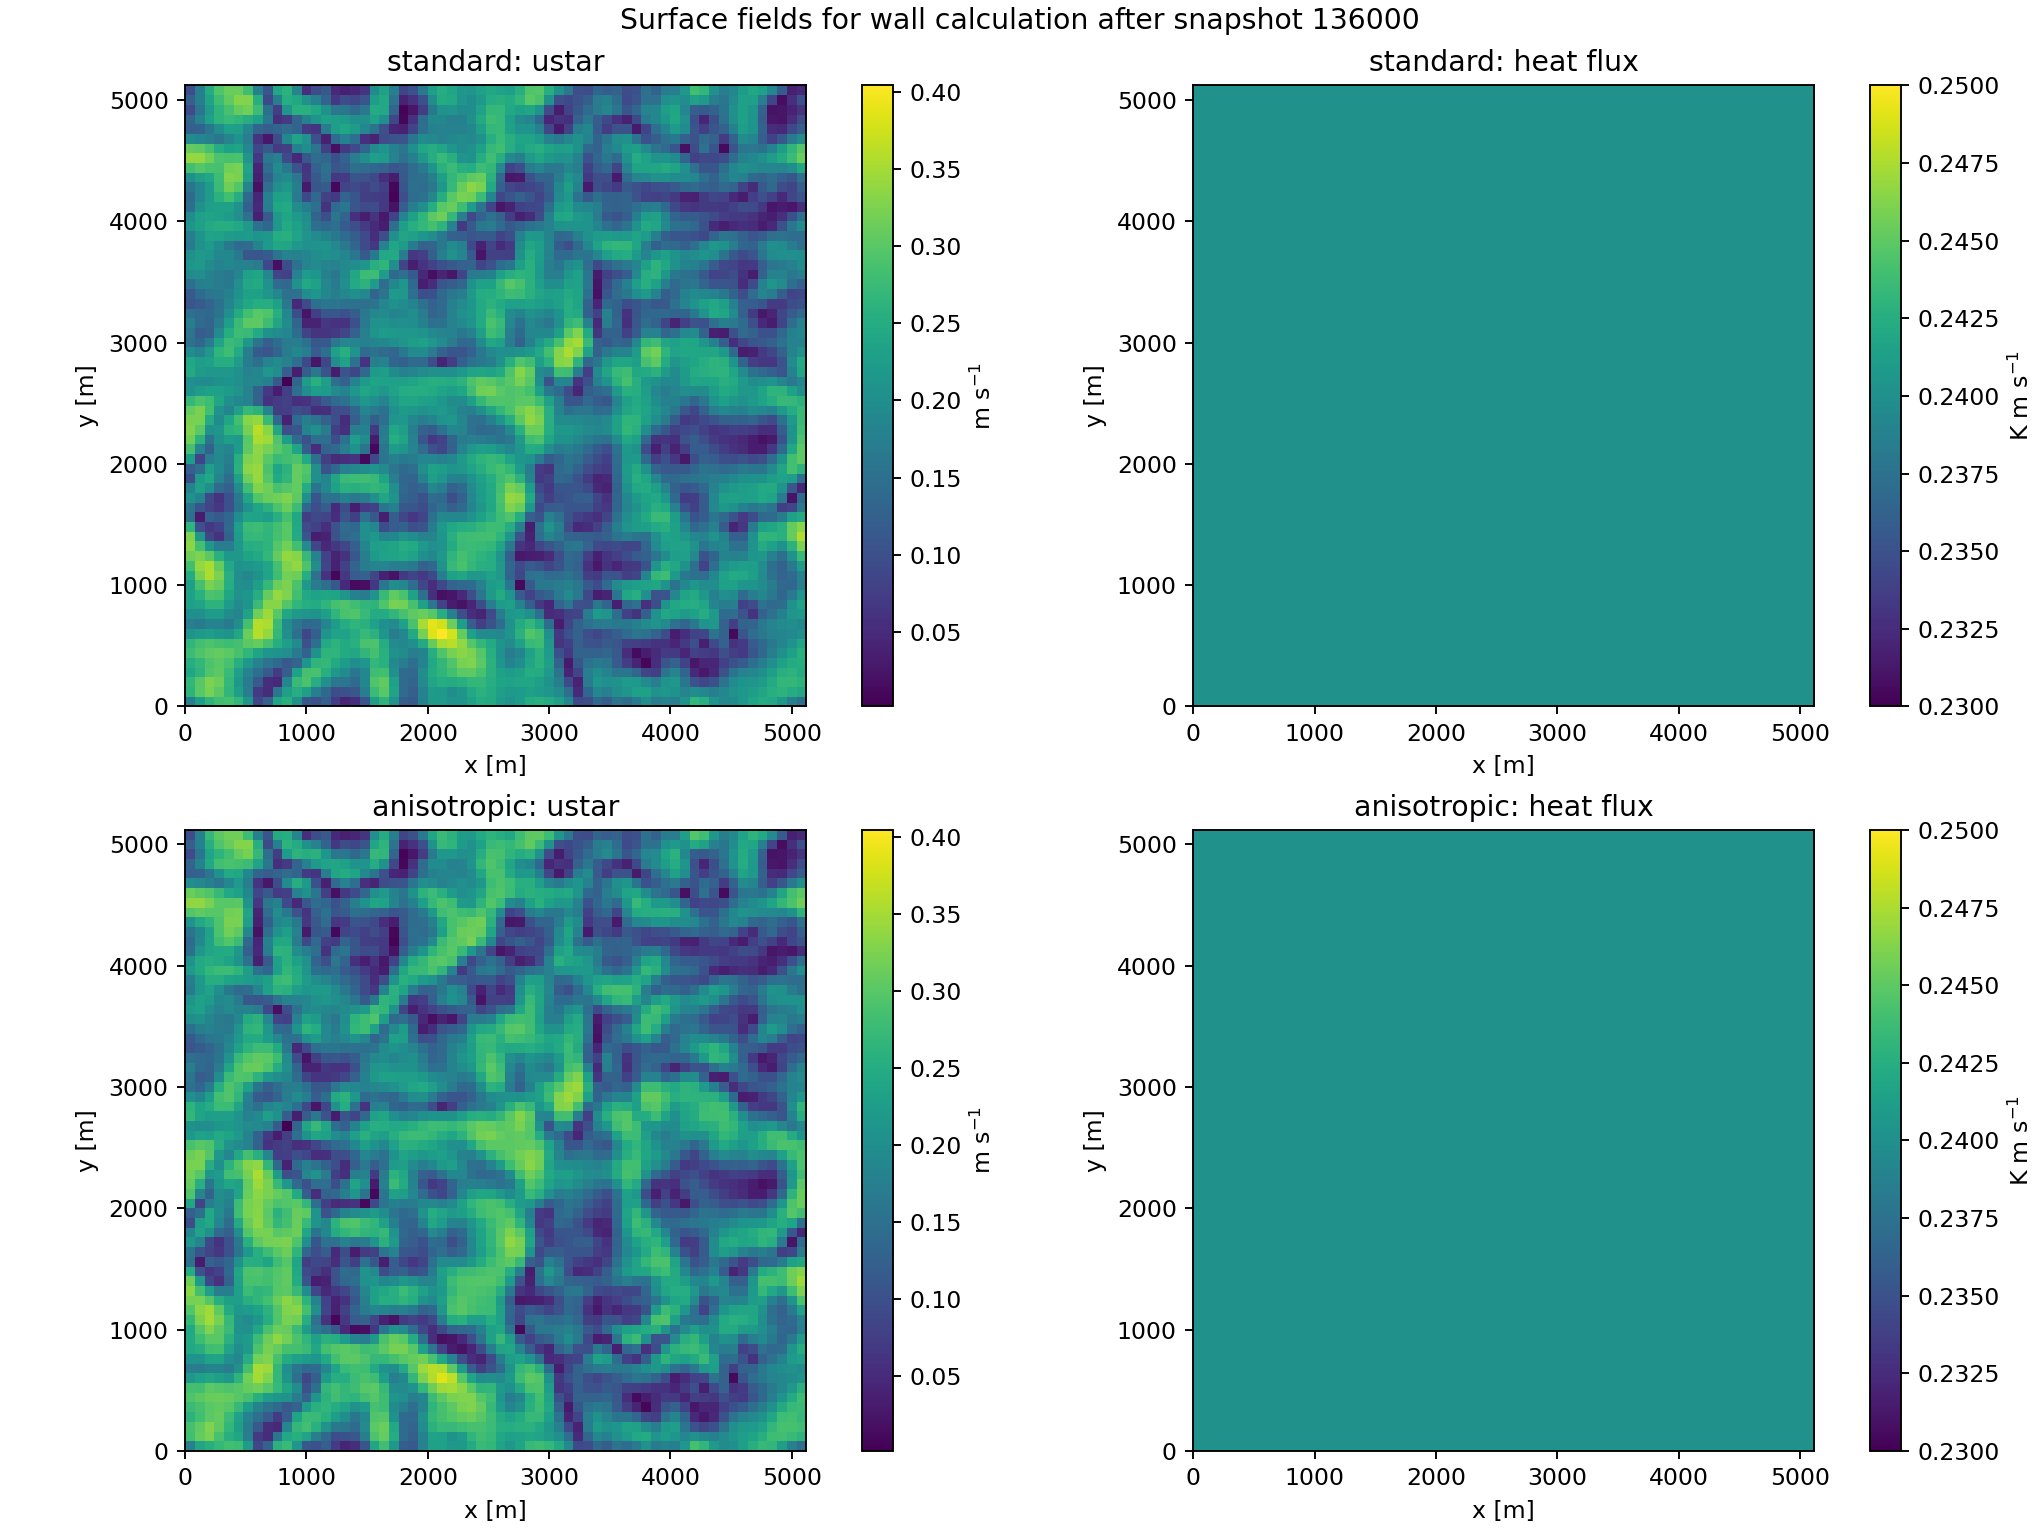 Surface fields for wall calculation after snapshot 136000
standard: ustar
5000
4000
3000
2000
1000
0
y [m]
0 1000 2000 3000 4000 5000
x [m]
0.40
0.35
0.30
0.25
0.20
0.15
0.10
0.05
m s⁻¹
standard: heat flux
5000
4000
3000
2000
1000
0
y [m]
0 1000 2000 3000 4000 5000
x [m]
0.2500
0.2475
0.2450
0.2425
0.2400
0.2375
0.2350
0.2325
0.2300
K m s⁻¹
anisotropic: ustar
5000
4000
3000
2000
1000
0
y [m]
0 1000 2000 3000 4000 5000
x [m]
0.40
0.35
0.30
0.25
0.20
0.15
0.10
0.05
m s⁻¹
anisotropic: heat flux
5000
4000
3000
2000
1000
0
y [m]
0 1000 2000 3000 4000 5000
x [m]
0.2500
0.2475
0.2450
0.2425
0.2400
0.2375
0.2350
0.2325
0.2300
K m s⁻¹